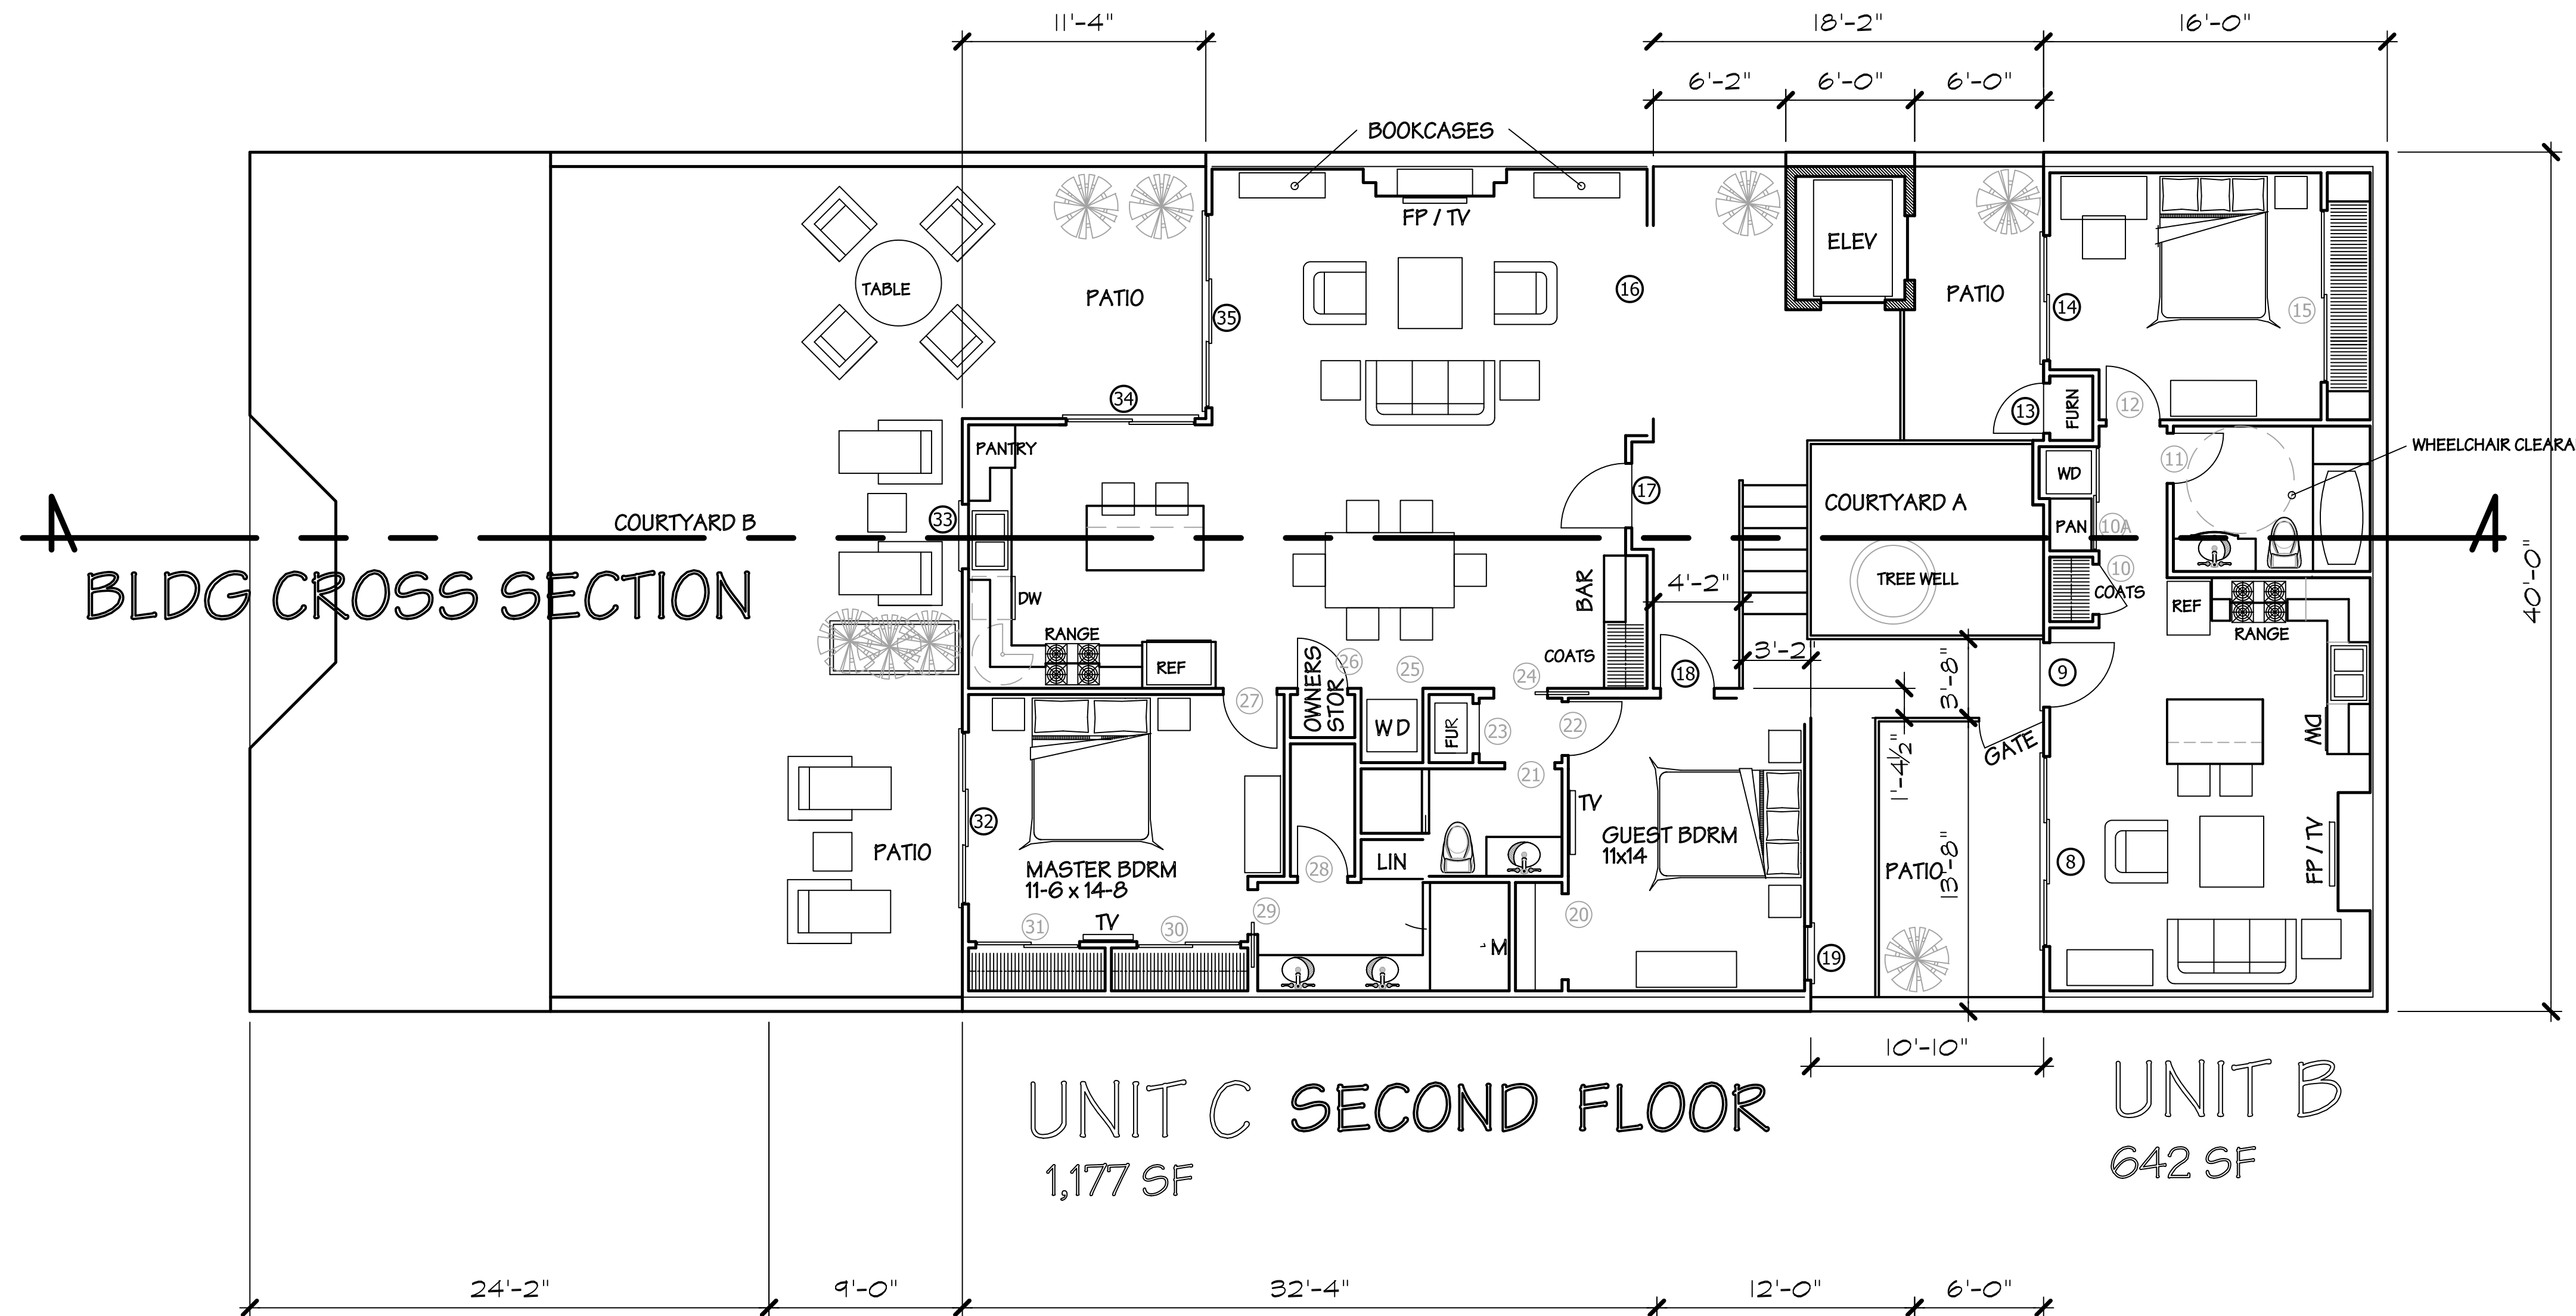 11'-4"
18'-2"
16'-0"
6'-2"
6'-0"
6'-0"
BOOKCASES
FP / TV
ELEV
TABLE
PATIO
16
PATIO
14
15
35
34
13
FURN
12
PANTRY
WHEELCHAIR CLEARA
11
WD
17
COURTYARD A
33
COURTYARD B
PAN
10A
BLDG CROSS SECTION
40'-0"
TREE WELL
10
COATS
DW
BAR
4'-2"
REF
RANGE
RANGE
REF
OWNERS
STOR
26
25
COATS
24
18
3'-2"
3'-8"
9
27
WD
FUR
23
22
DW
GATE
1'-4½"
21
32
TV
GUEST BDRM
11x14
PATIO
MASTER BDRM
11-6 x 14-8
28
LIN
PATIO
13'-8"
8
FP / TV
31
TV
30
29
20
M
19
10'-10"
UNIT C SECOND FLOOR
1,177 SF
UNIT B
642 SF
24'-2"
9'-0"
32'-4"
12'-0"
6'-0"